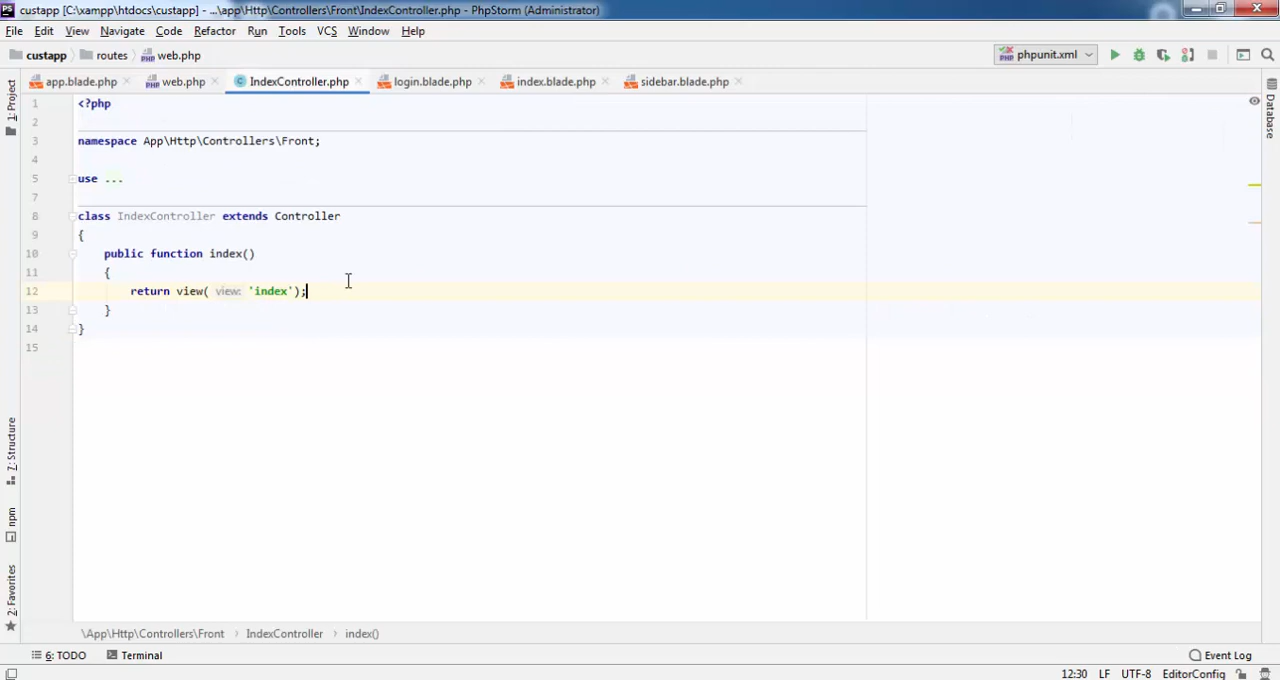 custapp [C:\xampp\htdocs\custapp] - ...\app\Http\Controllers\Front\IndexController.php - PhpStorm (Administrator)
File Edit View Navigate Code Refactor Run Tools VCS Window Help
custapp routes web.php phpunit.xml
app.blade.php web.php IndexController.php login.blade.php index.blade.php sidebar.blade.php
1: Project
Database
1 <?php
2
3 namespace App\Http\Controllers\Front;
4
5 use ...
7
8 class IndexController extends Controller
9 {
10 public function index()
11 {
12 return view( view: 'index');
13 }
14 }
15
Z: Structure
npm
2: Favorites
\App\Http\Controllers\Front › IndexController › index()
6: TODO Terminal Event Log
12:30 LF UTF-8 EditorConfig